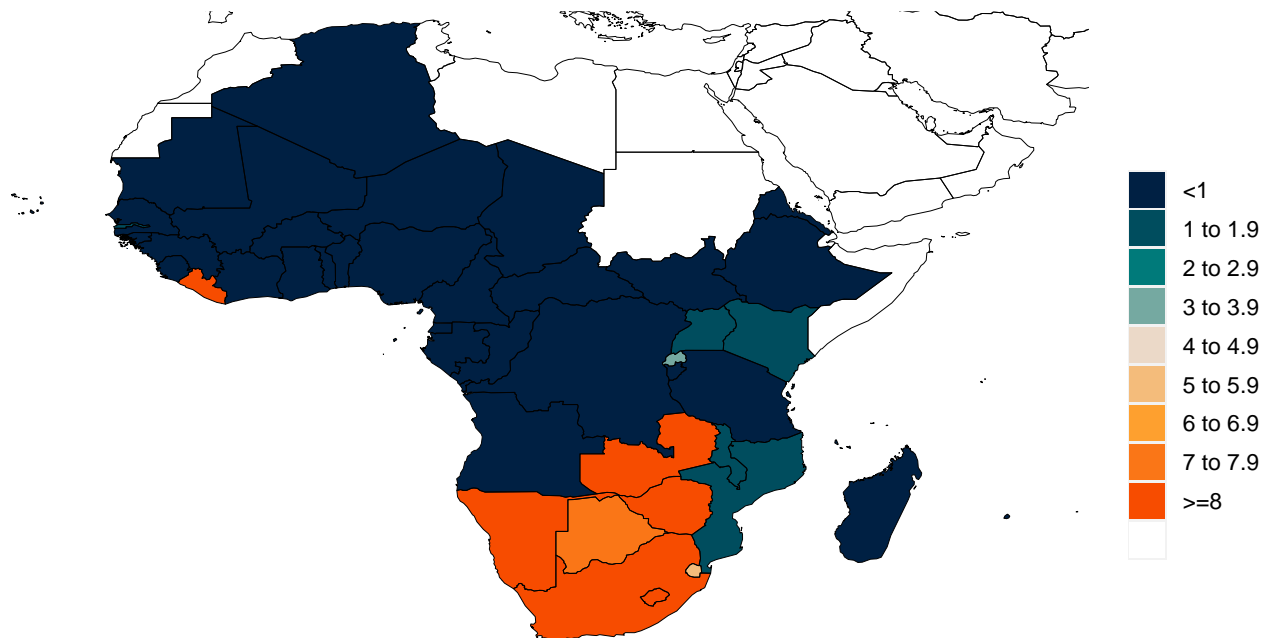 <1
1 to 1.9
2 to 2.9
3 to 3.9
4 to 4.9
5 to 5.9
6 to 6.9
7 to 7.9
>=8